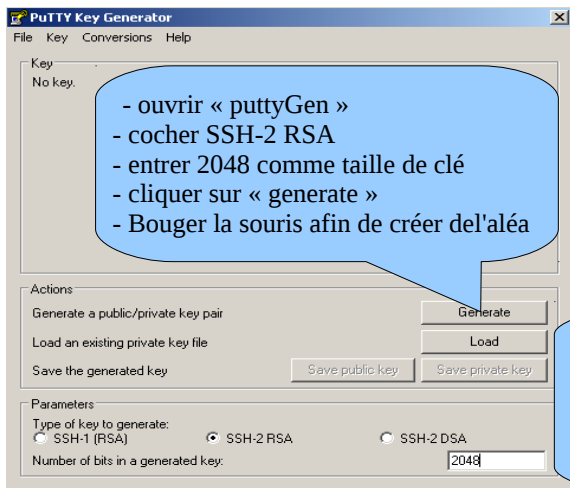 PuTTY Key Generator
File Key Conversions Help
Key
No key.
- ouvrir « puttyGen »
- cocher SSH-2 RSA
- entrer 2048 comme taille de clé
- cliquer sur « generate »
- Bouger la souris afin de créer del'aléa
Actions
Generate a public/private key pair Generate
Load an existing private key file Load
Save the generated key Save public key Save private key
Parameters
Type of key to generate:
SSH-1 (RSA) SSH-2 RSA SSH-2 DSA
Number of bits in a generated key: 2048